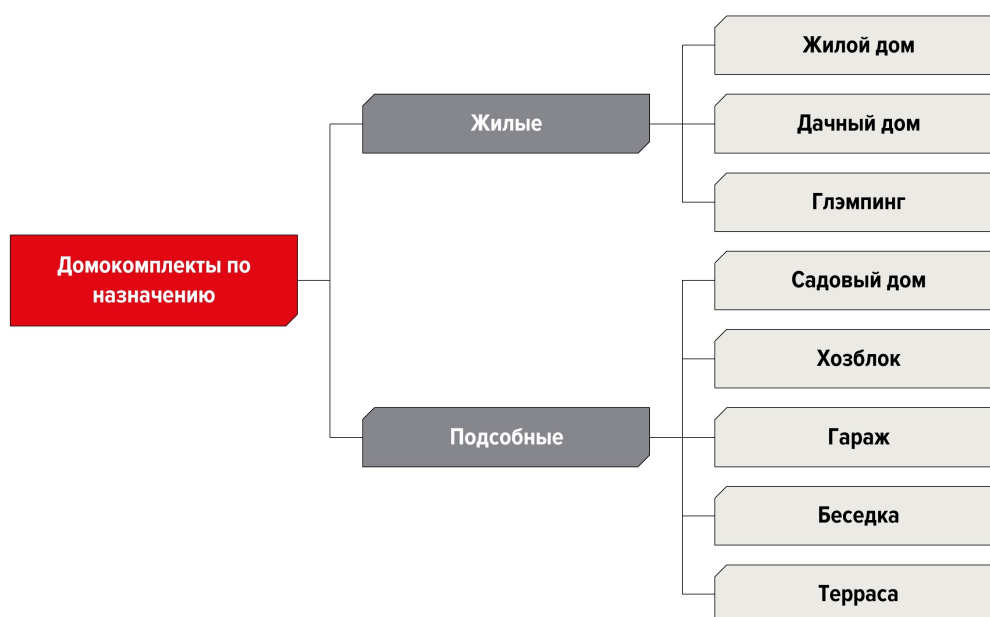 Домокомплекты по
назначению
Жилые
Жилой дом
Дачный дом
Глэмпинг
Подсобные
Садовый дом
Хозблок
Гараж
Беседка
Терраса